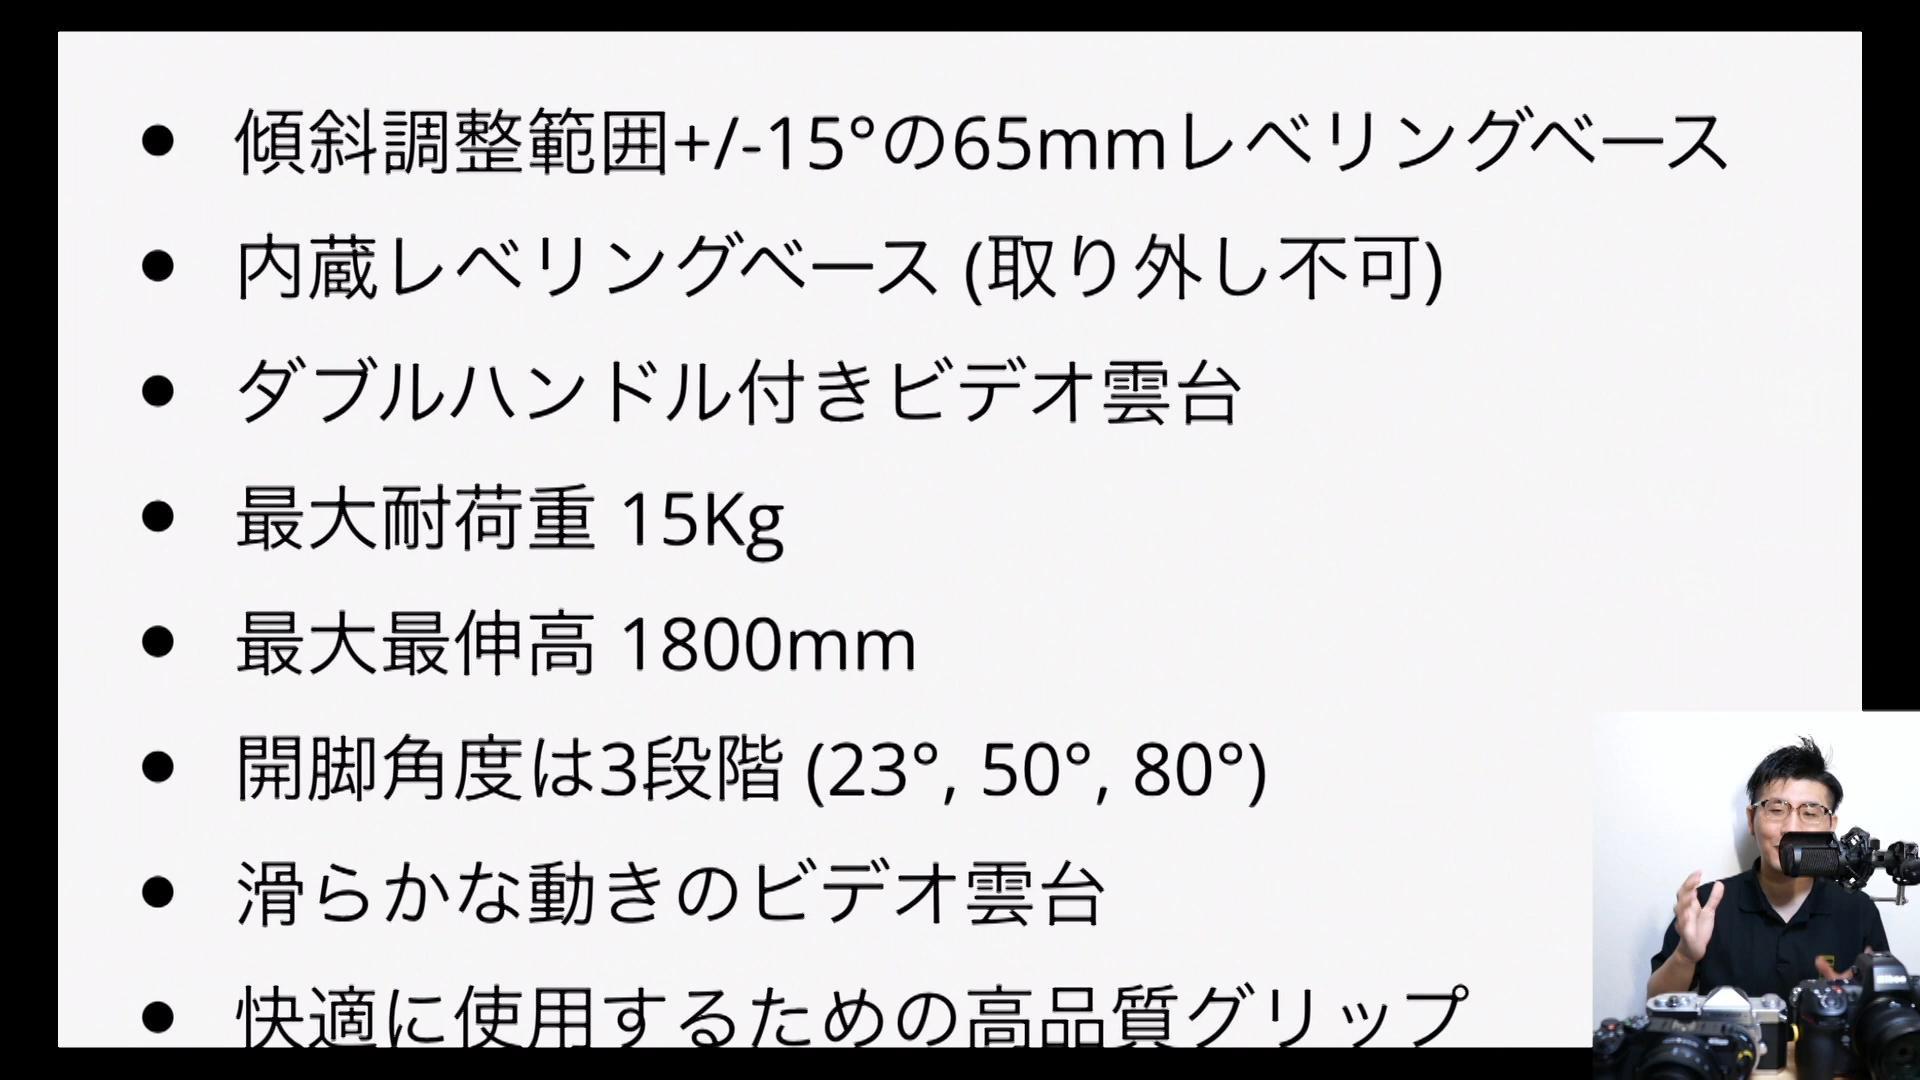 ● 傾斜調整範囲+/-15°の65mmレベリングベース
● 内蔵レベリングベース (取り外し不可)
● ダブルハンドル付きビデオ雲台
● 最大耐荷重 15Kg
● 最大最伸高 1800mm
● 開脚角度は3段階 (23°, 50°, 80°)
● 滑らかな動きのビデオ雲台
● 快適に使用するための高品質グリップ